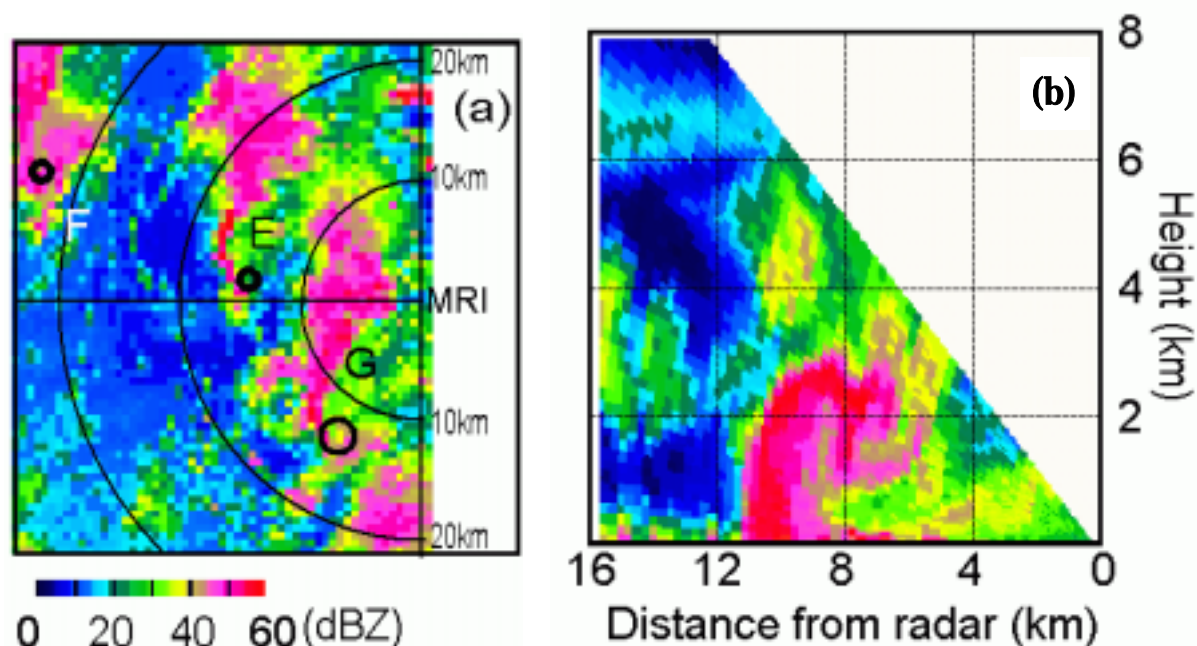 20km
(a)
10km
F
E
MRI
G
10km
20km
0 20 40 60 (dBZ)
(b)
8
6
4
2
Height (km)
16 12 8 4 0
Distance from radar (km)